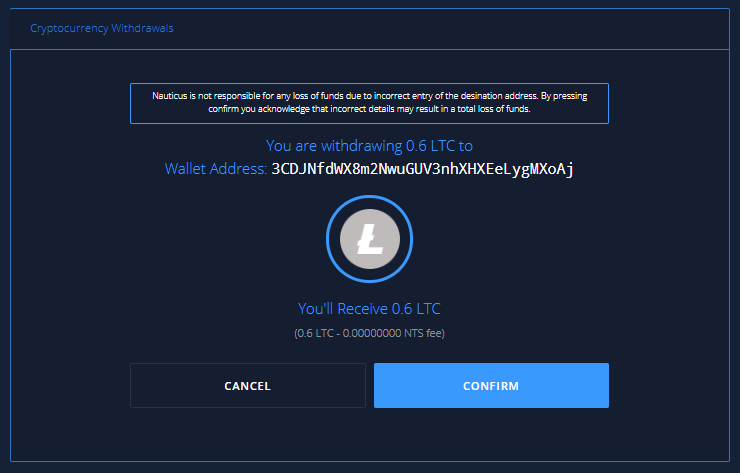 Cryptocurrency Withdrawals
Nauticus is not responsible for any loss of funds due to incorrect entry of the desination address. By pressing
confirm you acknowledge that incorrect details may result in a total loss of funds.
You are withdrawing 0.6 LTC to
Wallet Address: 3CDJNfdWX8m2NwuGUV3nhXHXEeLygMXoAj
Ł
You'll Receive 0.6 LTC
(0.6 LTC - 0.00000000 NTS fee)
CANCEL CONFIRM